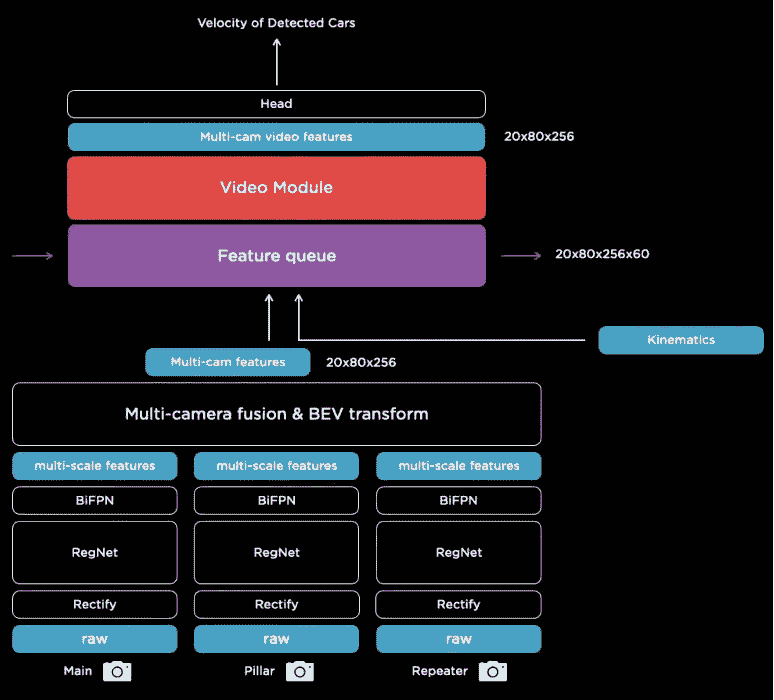 Velocity of Detected Cars
Head
Multi-cam video features 20x80x256
Video Module
Feature queue 20x80x256x60
Kinematics
Multi-cam features 20x80x256
Multi-camera fusion & BEV transform
multi-scale features multi-scale features multi-scale features
BiFPN BiFPN BiFPN
RegNet RegNet RegNet
Rectify Rectify Rectify
raw raw raw
Main Pillar Repeater